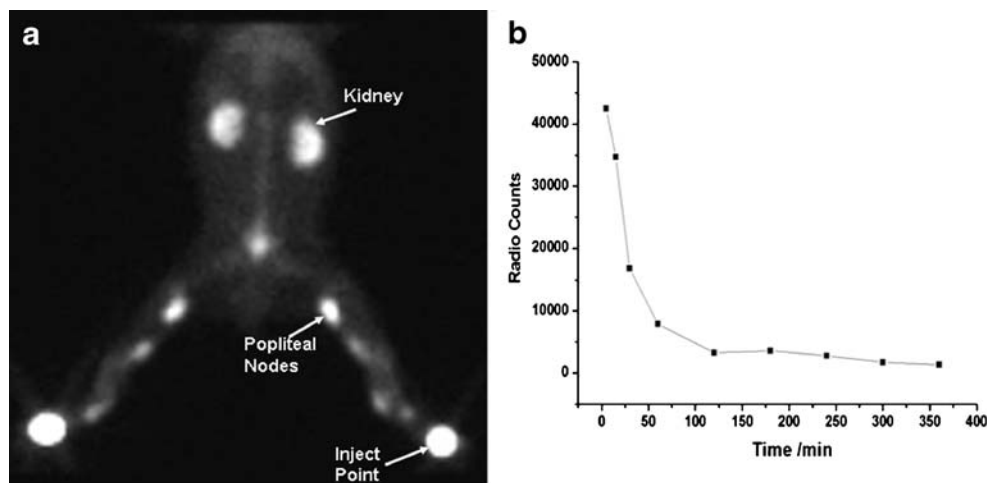 a
Kidney
Popliteal
Nodes
Inject
Point
b
Radio Counts
50000
40000
30000
20000
10000
0
0 50 100 150 200 250 300 350 400
Time /min